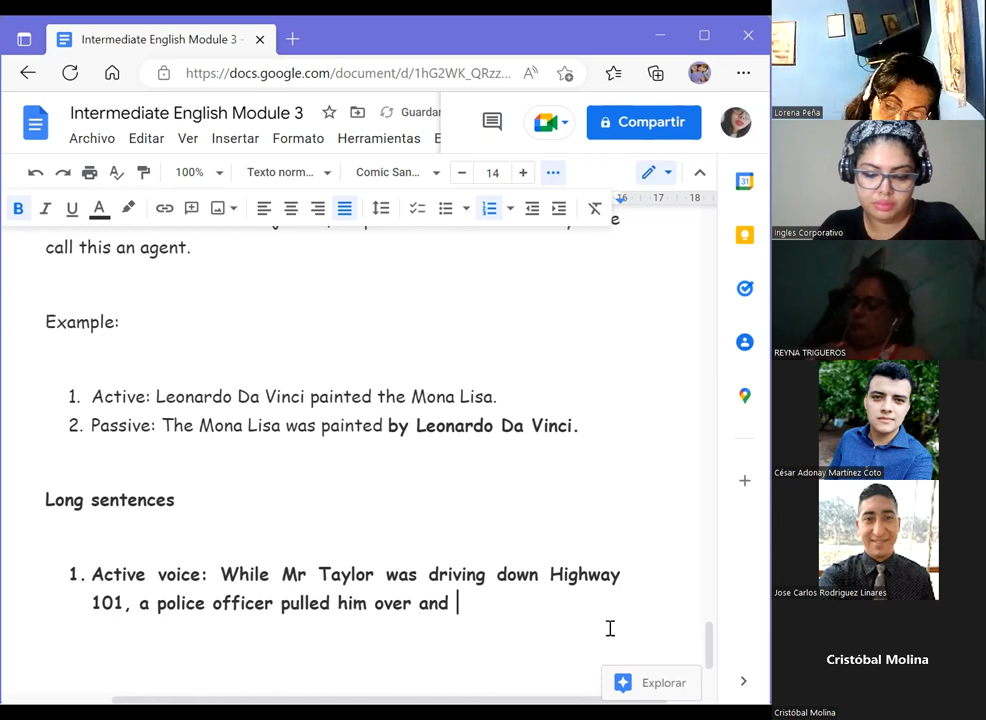 Intermediate English Module 3 -
https://docs.google.com/document/d/1hG2WK_QRzz...
Intermediate English Module 3
Guardar
Archivo Editar Ver Insertar Formato Herramientas E
Compartir
100% Texto norm... Comic San... 14
16 17 18
call this an agent.
Example:
1. Active: Leonardo Da Vinci painted the Mona Lisa.
2. Passive: The Mona Lisa was painted by Leonardo Da Vinci.
Long sentences
1. Active voice: While Mr Taylor was driving down Highway
101, a police officer pulled him over and
Explorar
Lorena Peña
Ingles Corporativo
REYNA TRIGUEROS
César Adonay Martínez Coto
Jose Carlos Rodriguez Linares
Cristóbal Molina
Cristóbal Molina